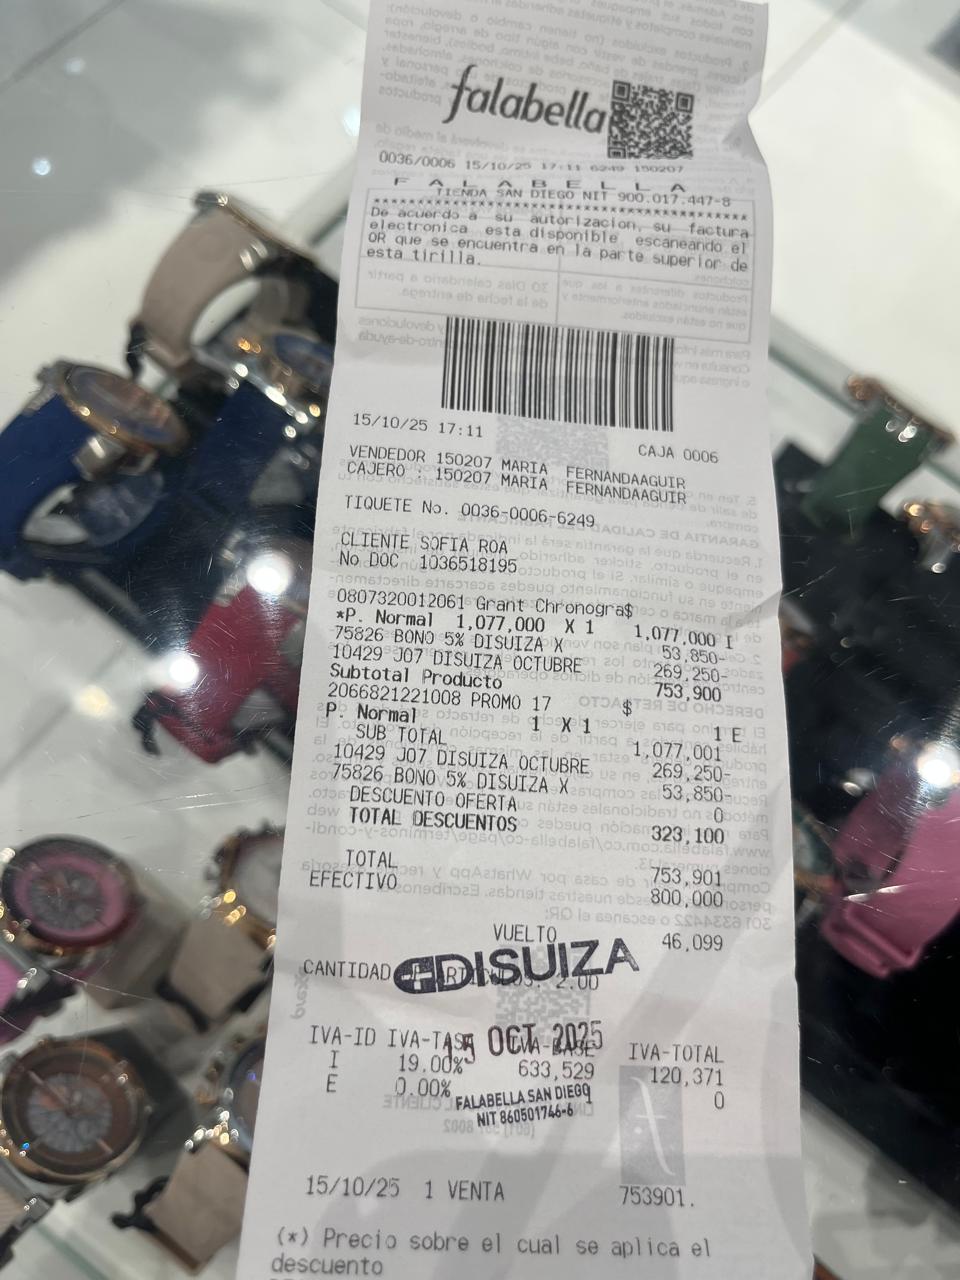 falabella
0036/0006 15/10/25 17:11 6249 150207
F A L A B E L L A
TIENDA SAN DIEGO NIT 900.017.447-8
De acuerdo a su autorizacion, su factura
electronica esta disponible escaneando el
QR que se encuentra en la parte superior de
esta tirilla.
15/10/25 17:11
CAJA 0006
VENDEDOR 150207 MARIA FERNANDAAGUIR
CAJERO : 150207 MARIA FERNANDAAGUIR
TIQUETE No. 0036-0006-6249
CLIENTE SOFIA ROA
No DOC 1036518195
0807320012061 Grant Chronogra$
*P. Normal 1,077,000 X 1 1,077,000 I
75826 BONO 5% DISUIZA X 53,850-
10429 J07 DISUIZA OCTUBRE 269,250-
Subtotal Producto 753,900
2066821221008 PROMO 17 $
P. Normal 1 X 1 1 E
SUB TOTAL 1,077,001
10429 J07 DISUIZA OCTUBRE 269,250-
75826 BONO 5% DISUIZA X 53,850-
DESCUENTO OFERTA 0
TOTAL DESCUENTOS 323,100
TOTAL 753,901
EFECTIVO 800,000
VUELTO 46,099
DISUIZA
CANTIDAD 2.00
15 OCT 2025
IVA-ID IVA-TASA IVA-BASE IVA-TOTAL
I 19.00% 633,529 120,371
E 0.00% 0
FALABELLA SAN DIEGO
NIT 860501746-6
15/10/25 1 VENTA 753901.
(*) Precio sobre el cual se aplica el
descuento